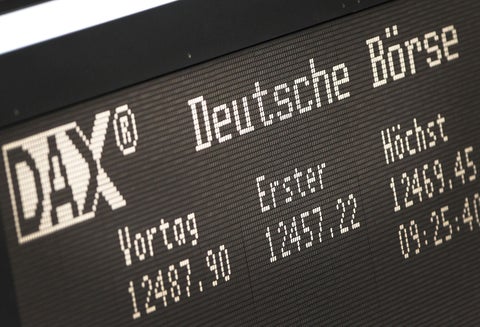 DAX® Deutsche Börse
Vortag Erster Höchst
12487.90 12457.22 12469.45
09:25:40